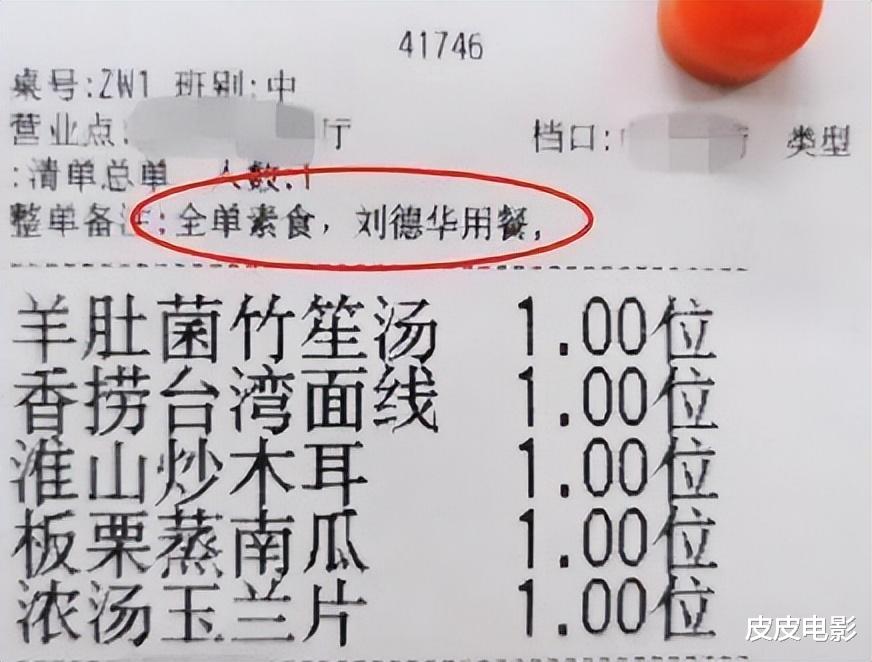 41746
桌号:ZW1 班别:中
营业点: 厅 档口: 类型
:清单总单 人数:1
整单备注:全单素食，刘德华用餐,
羊肚菌竹笙汤 1.00位
香捞台湾面线 1.00位
淮山炒木耳 1.00位
板栗蒸南瓜 1.00位
浓汤玉兰片 1.00位
皮皮电影